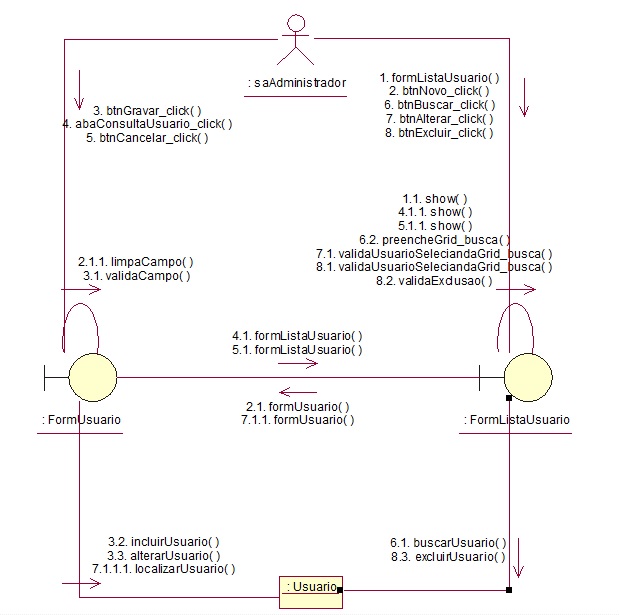 : saAdministrador
1. formListaUsuario( )
2. btnNovo_click( )
6. btnBuscar_click( )
7. btnAlterar_click( )
8. btnExcluir_click( )
3. btnGravar_click( )
4. abaConsultaUsuario_click( )
5. btnCancelar_click( )
1.1. show( )
4.1.1. show( )
5.1.1. show( )
6.2. preencheGrid_busca( )
7.1. validaUsuarioSeleciandaGrid_busca( )
8.1. validaUsuarioSeleciandaGrid_busca( )
8.2. validaExclusao( )
2.1.1. limpaCampo( )
3.1. validaCampo( )
4.1. formListaUsuario( )
5.1. formListaUsuario( )
2.1. formUsuario( )
7.1.1. formUsuario( )
: FormUsuario
: FormListaUsuario
3.2. incluirUsuario( )
3.3. alterarUsuario( )
7.1.1.1. localizarUsuario( )
6.1. buscarUsuario( )
8.3. excluirUsuario( )
: Usuario